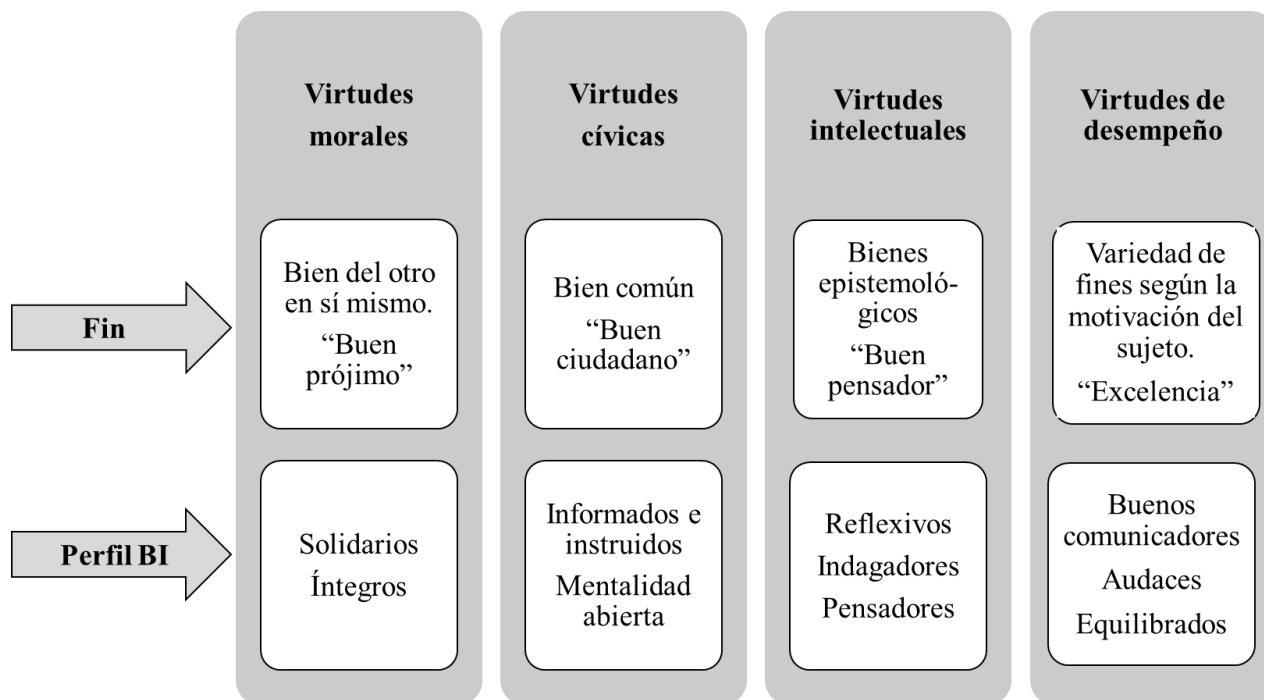 Virtudes
morales
Virtudes
cívicas
Virtudes
intelectuales
Virtudes de
desempeño
Fin
Bien del otro
en sí mismo.
“Buen
prójimo”
Bien común
“Buen
ciudadano”
Bienes
epistemoló-
gicos
“Buen
pensador”
Variedad de
fines según la
motivación del
sujeto.
“Excelencia”
Perfil BI
Solidarios
Íntegros
Informados e
instruidos
Mentalidad
abierta
Reflexivos
Indagadores
Pensadores
Buenos
comunicadores
Audaces
Equilibrados